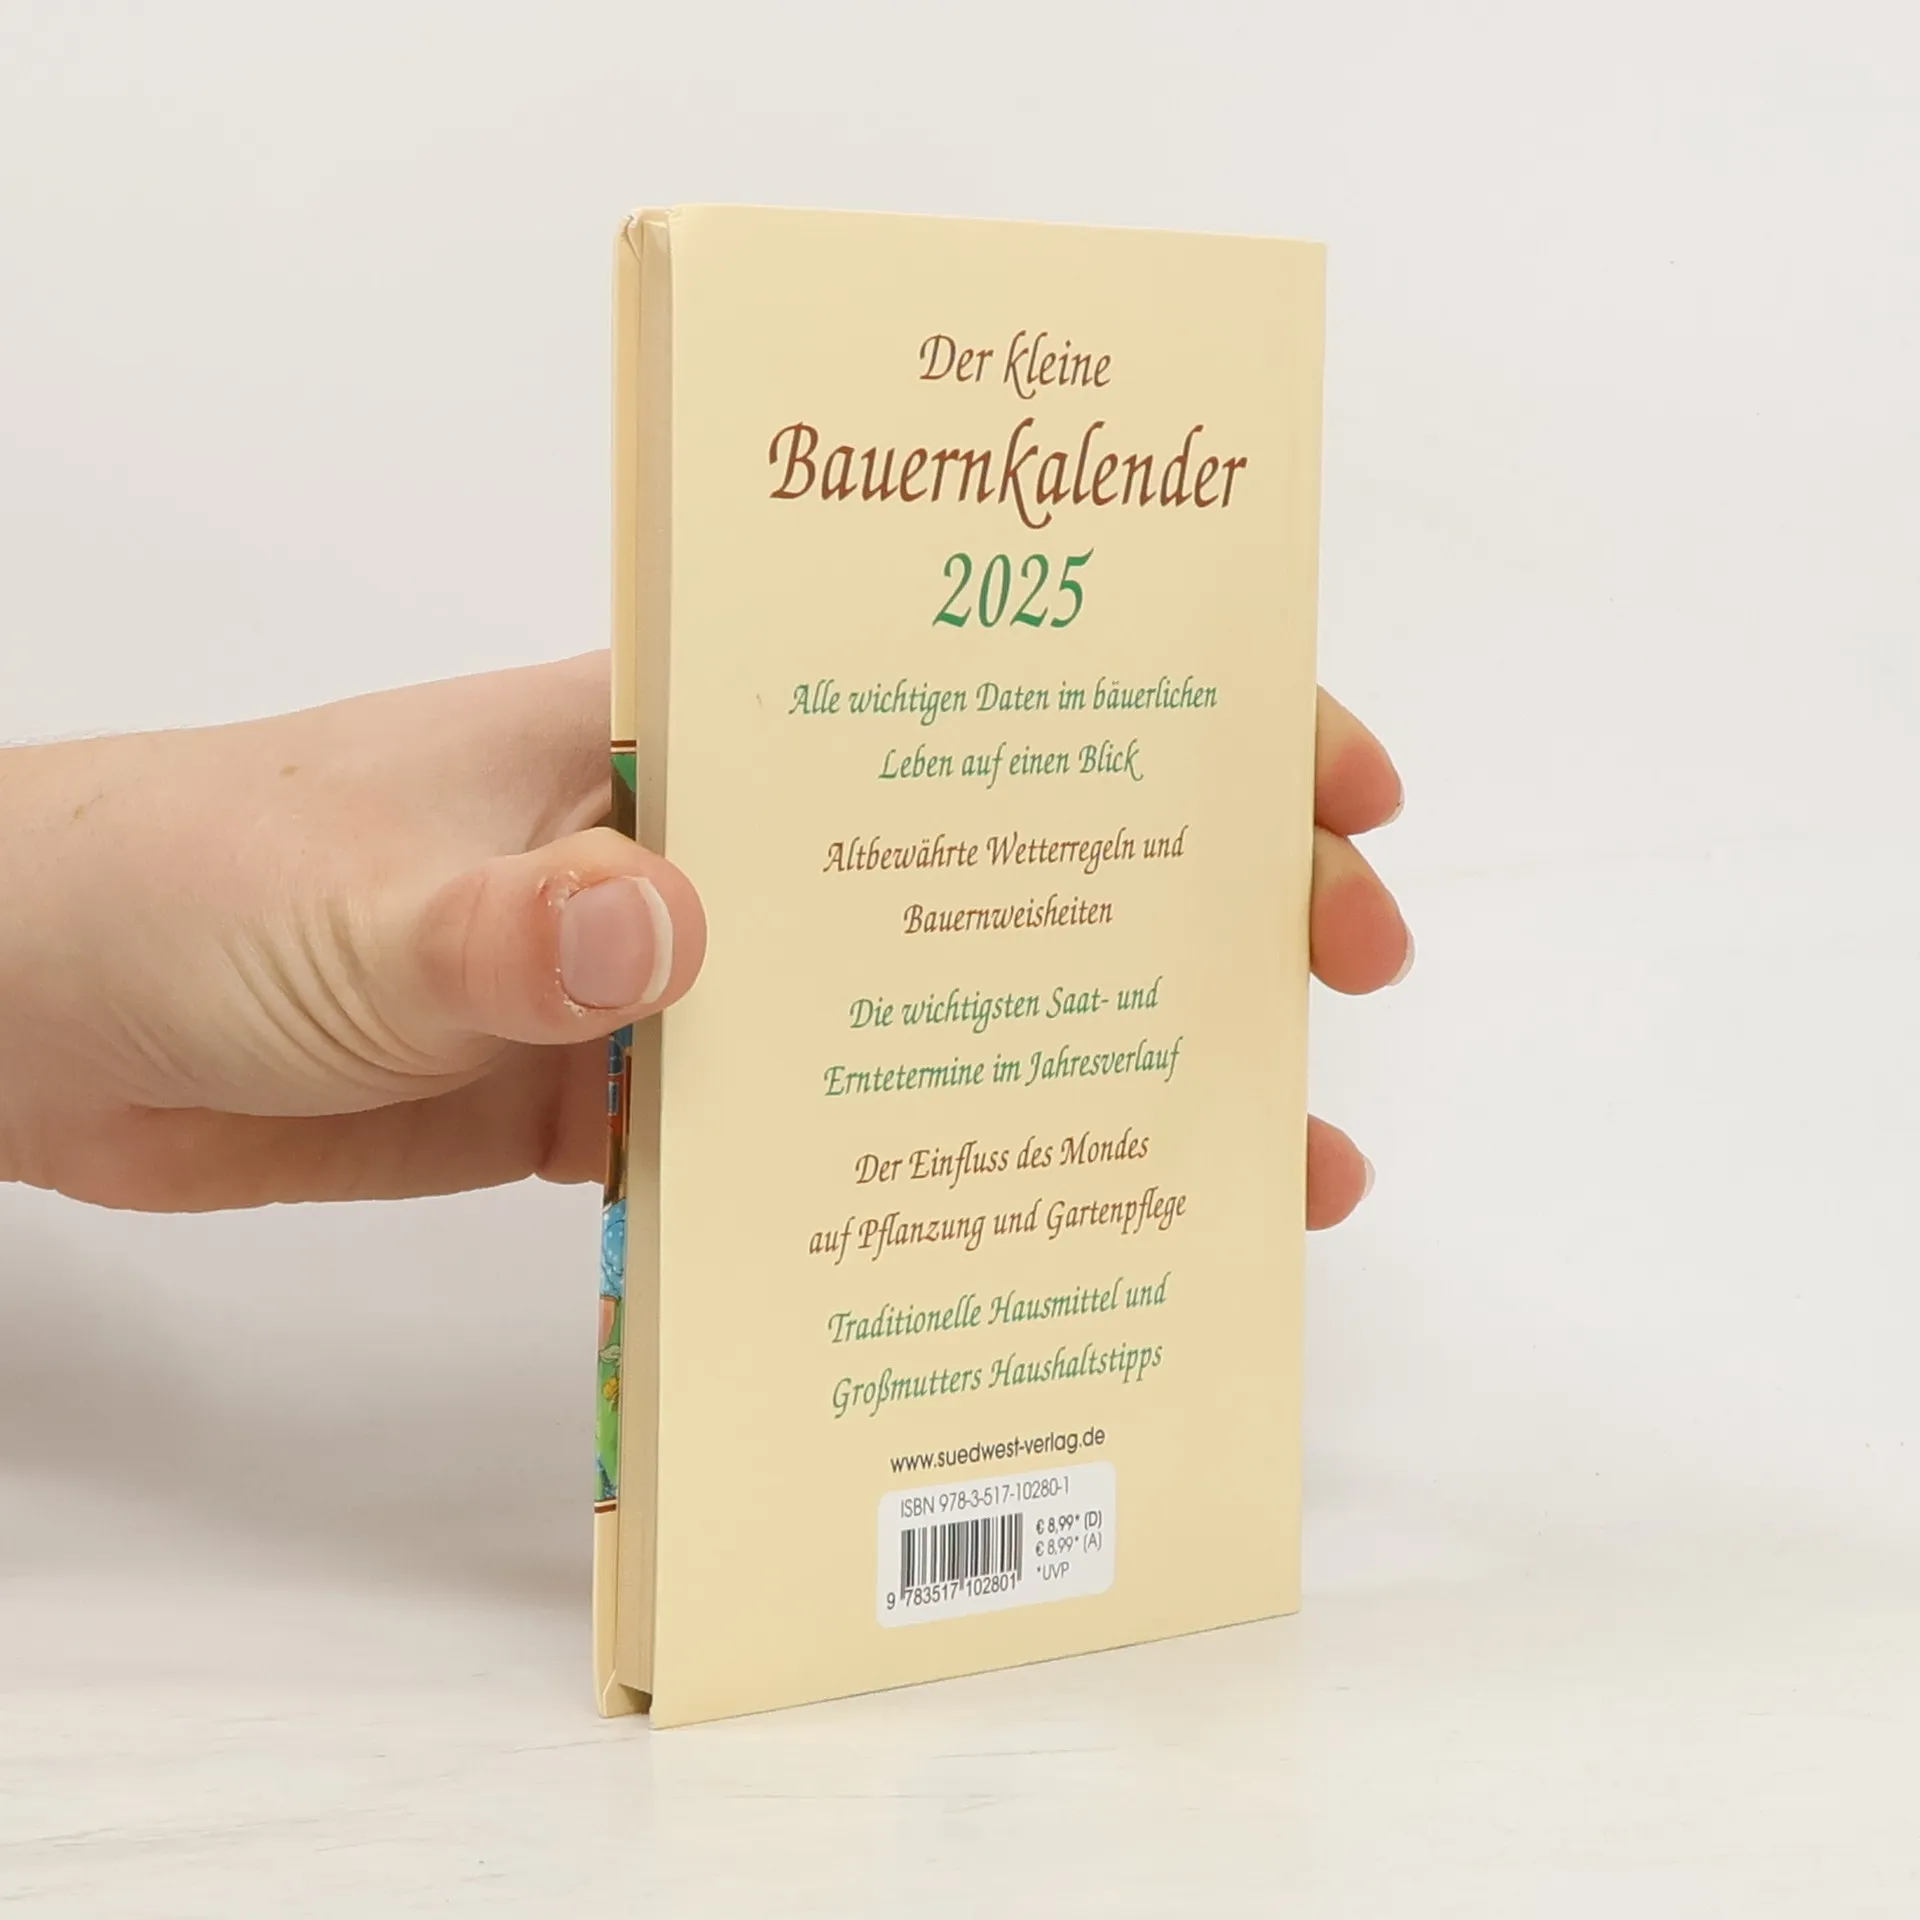 Der kleine
Bauernkalender
2025
Alle wichtigen Daten im bäuerlichen
Leben auf einen Blick
Altbewährte Wetterregeln und
Bauernweisheiten
Die wichtigsten Saat- und
Erntetermine im Jahresverlauf
Der Einfluss des Mondes
auf Pflanzung und Gartenpflege
Traditionelle Hausmittel und
Großmutters Haushaltstipps
www.suedwest-verlag.de
ISBN 978-3-517-10280-1
€ 8,99* (D)
€ 8,99* (A)
*UVP
9 783517 102801